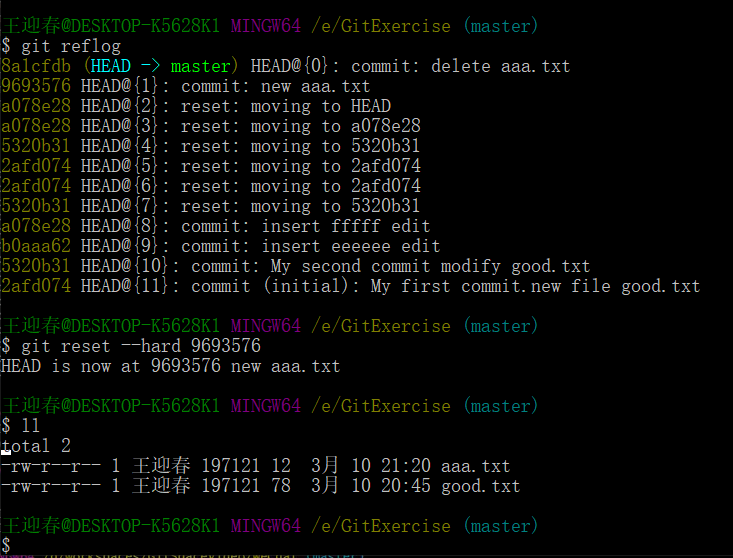 王迎春@DESKTOP-K5628K1 MINGW64 /e/GitExercise (master)
$ git reflog
8a1cfdb (HEAD -> master) HEAD@{0}: commit: delete aaa.txt
9693576 HEAD@{1}: commit: new aaa.txt
a078e28 HEAD@{2}: reset: moving to HEAD
a078e28 HEAD@{3}: reset: moving to a078e28
5320b31 HEAD@{4}: reset: moving to 5320b31
2afd074 HEAD@{5}: reset: moving to 2afd074
2afd074 HEAD@{6}: reset: moving to 2afd074
5320b31 HEAD@{7}: reset: moving to 5320b31
a078e28 HEAD@{8}: commit: insert fffff edit
b0aaa62 HEAD@{9}: commit: insert eeeeee edit
5320b31 HEAD@{10}: commit: My second commit modify good.txt
2afd074 HEAD@{11}: commit (initial): My first commit.new file good.txt
王迎春@DESKTOP-K5628K1 MINGW64 /e/GitExercise (master)
$ git reset --hard 9693576
HEAD is now at 9693576 new aaa.txt
王迎春@DESKTOP-K5628K1 MINGW64 /e/GitExercise (master)
$ ll
total 2
-rw-r--r-- 1 王迎春 197121 12  3月 10 21:20 aaa.txt
-rw-r--r-- 1 王迎春 197121 78  3月 10 20:45 good.txt
王迎春@DESKTOP-K5628K1 MINGW64 /e/GitExercise (master)
$